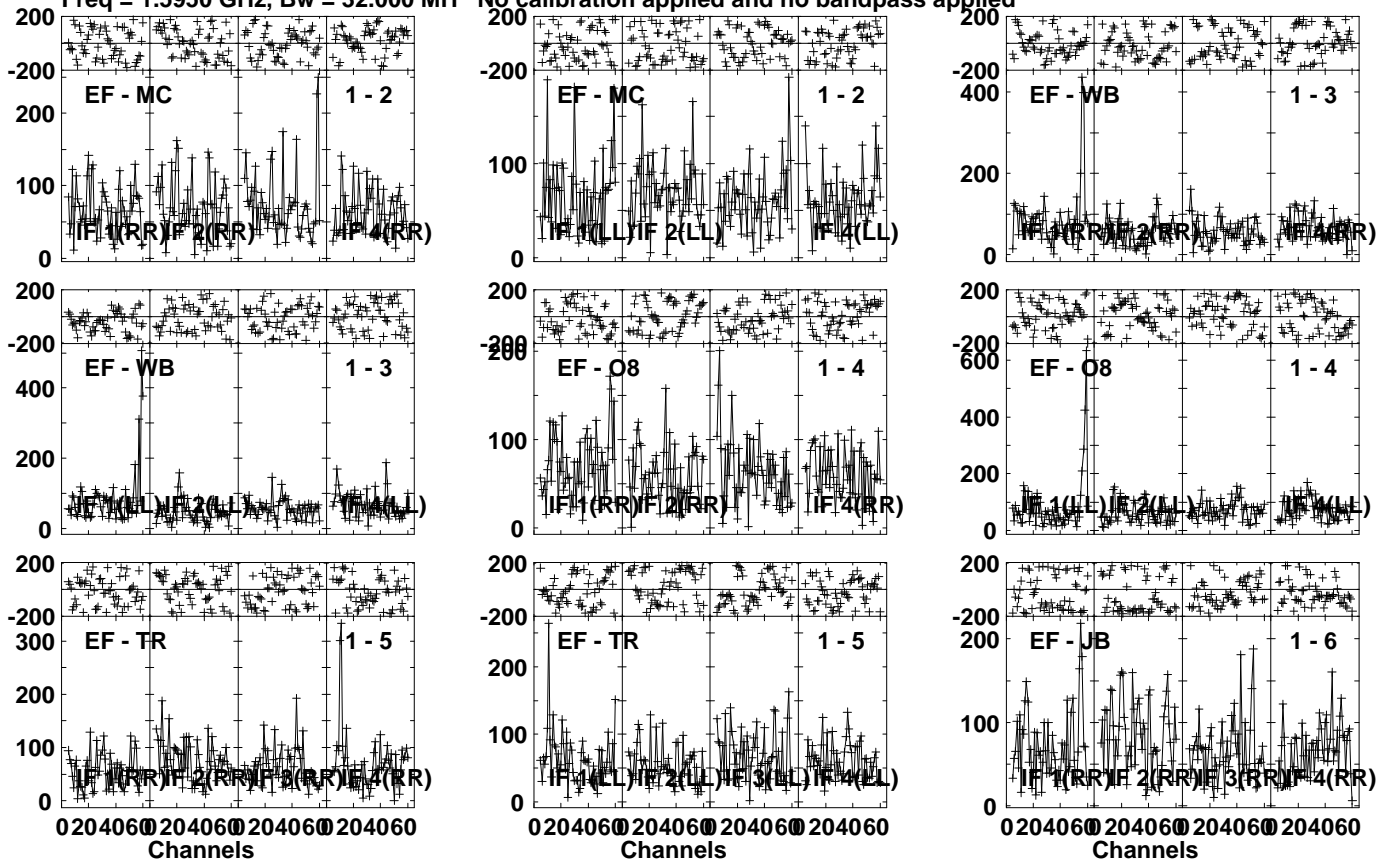 Freq = 1.5950 GHz, Bw = 32.000 MH No calibration applied and no bandpass applied
200 200 200
-200 -200 -200
EF - MC 1 - 2 EF - MC 1 - 2 EF - WB 1 - 3
200 200 400
100 100 200
IF 1(RR) IF 2(RR) IF 4(RR) IF 1(LL) IF 2(LL) IF 4(LL) IF 1(RR) IF 2(RR) IF 4(RR)
0 0 0
200 200 200
-200 -200 -200
200 600
EF - WB 1 - 3 EF - O8 1 - 4 EF - O8 1 - 4
400 100 400
200 200
IF 1(LL) IF 2(LL) IF 4(LL) IF 1(RR) IF 2(RR) IF 4(RR) IF 1(LL) IF 2(LL) IF 4(LL)
0 0 0
200 200 200
-200 -200 -200
EF - TR 1 - 5 EF - TR 1 - 5 EF - JB 1 - 6
300 200 200
200 100 100
100
IF 1(RR) IF 2(RR) IF 3(RR) IF 4(RR) IF 1(LL) IF 2(LL) IF 3(LL) IF 4(LL) IF 1(RR) IF 2(RR) IF 3(RR) IF 4(RR)
0 0 0
0 20 40 60 0 20 40 60 0 20 40 60 0 20 40 60 0 20 40 60 0 20 40 60 0 20 40 60 0 20 40 60 0 20 40 60 0 20 40 60 0 20 40 60 0 20 40 60
Channels Channels Channels